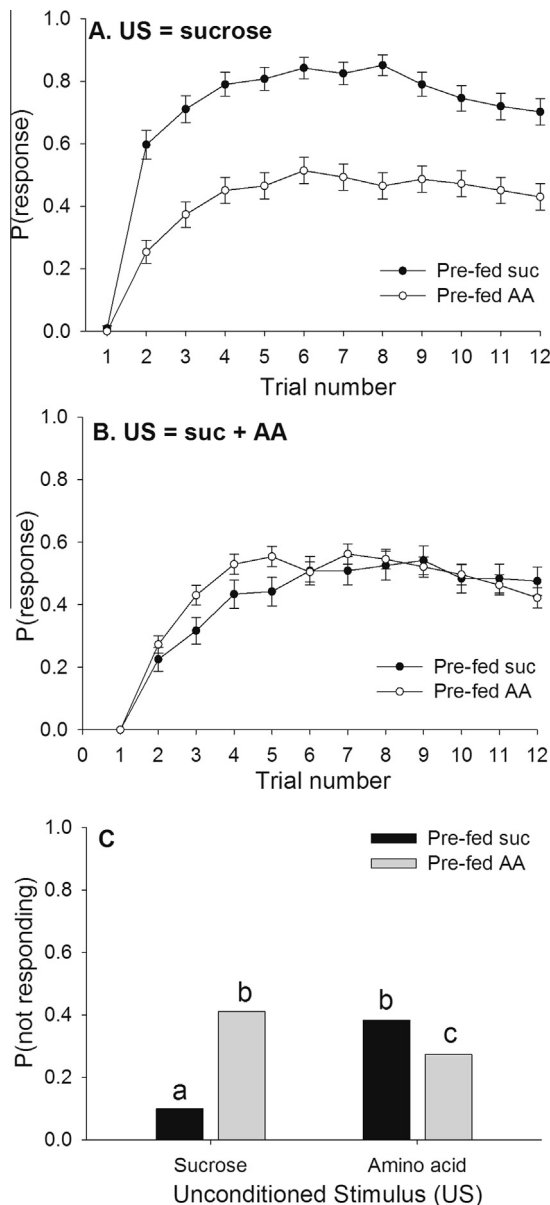 A. US = sucrose
1.0
0.8
0.6
0.4
0.2
0.0
P(response)
Pre-fed suc
Pre-fed AA
1 2 3 4 5 6 7 8 9 10 11 12
Trial number
B. US = suc + AA
1.0
0.8
0.6
0.4
0.2
0.0
P(response)
Pre-fed suc
Pre-fed AA
0 1 2 3 4 5 6 7 8 9 10 11 12
Trial number
C
1.0
0.8
0.6
0.4
0.2
0.0
P(not responding)
Pre-fed suc
Pre-fed AA
a b b c
Sucrose Amino acid
Unconditioned Stimulus (US)